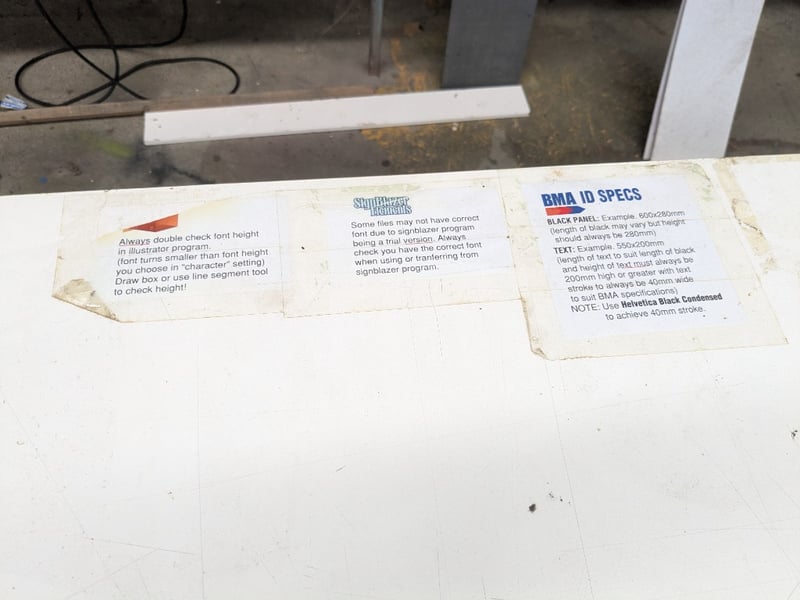 Always double check font height
in illustrator program.
(font turns smaller than font height
you choose in "character" setting)
Draw box or use line segment tool
to check height!
SignBlazer
Elements
Some files may not have correct
font due to signblazer program
being a trial version. Always
check you have the correct font
when using or tranferring from
signblazer program.
BMA ID SPECS
BLACK PANEL: Example. 600x280mm
(length of black may vary but height
should always be 280mm)
TEXT: Example. 550x200mm
(length of text to suit length of black
and height of text must always be
200mm high or greater with text
stroke to always be 40mm wide
to suit BMA specifications)
NOTE: Use Helvetica Black Condensed
to achieve 40mm stroke.